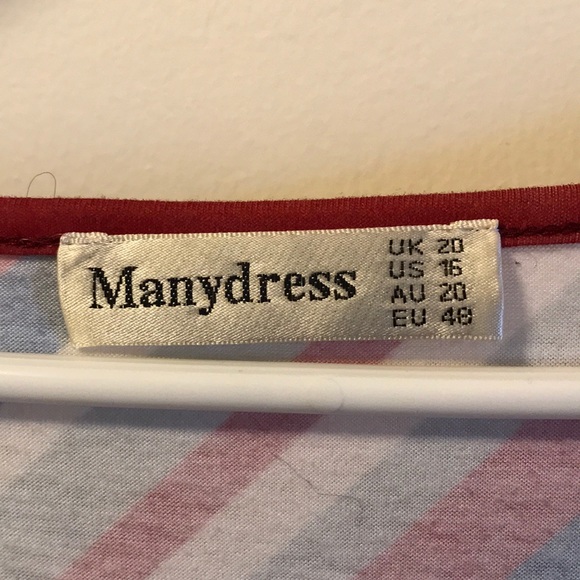 Manydress
UK 20
US 16
AU 20
EU 48